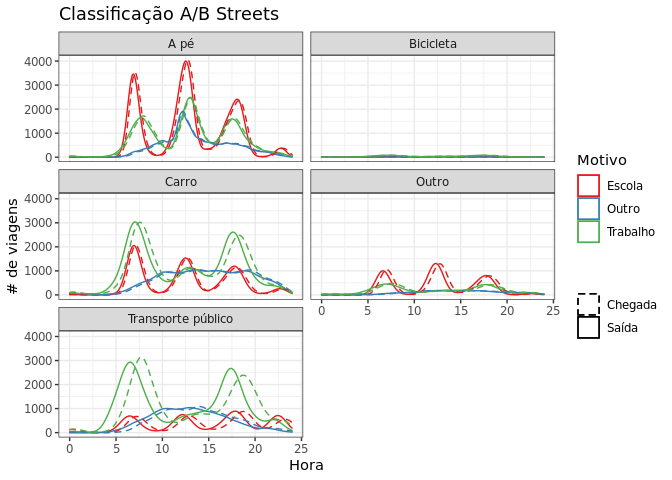 Classificação A/B Streets
A pé
Bicicleta
4000
3000
2000
1000
0
Carro
Outro
4000
3000
2000
1000
0
0 5 10 15 20 25
Transporte público
4000
3000
2000
1000
0
0 5 10 15 20 25
Hora
# de viagens
Motivo
Escola
Outro
Trabalho
Chegada
Saída